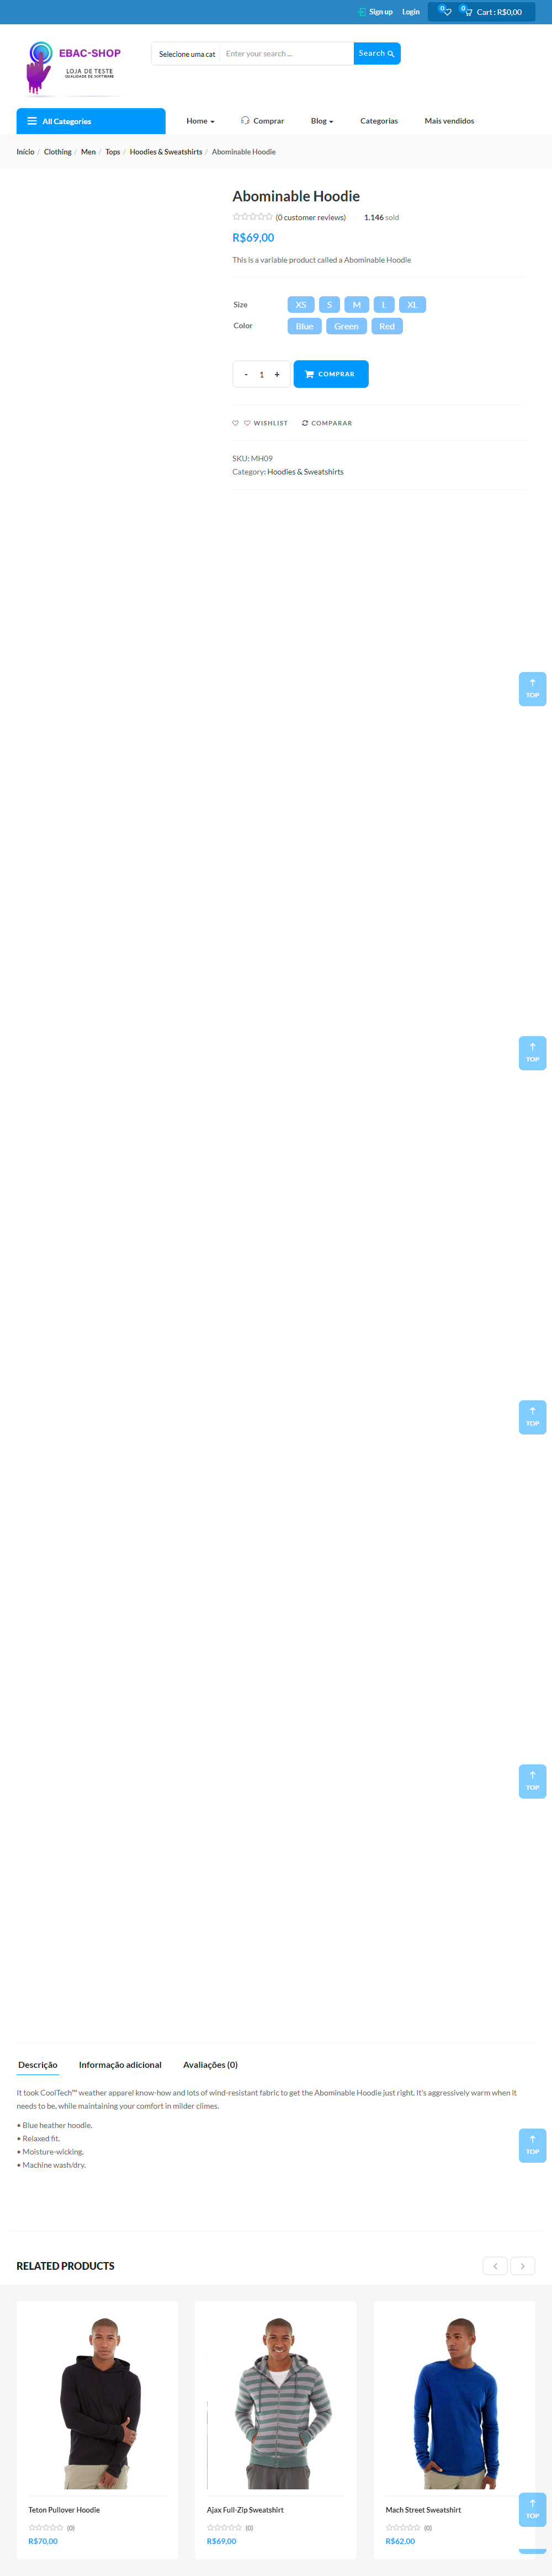 Sign up Login 0 0 Cart : R$0,00
EBAC-SHOP
LOJA DE TESTE
QUALIDADE DE SOFTWARE
Selecione uma cat Enter your search ... Search
All Categories Home Comprar Blog Categorias Mais vendidos
Início / Clothing / Men / Tops / Hoodies & Sweatshirts / Abominable Hoodie
Abominable Hoodie
(0 customer reviews) 1.146 sold
R$69,00
This is a variable product called a Abominable Hoodie
Size XS S M L XL
Color Blue Green Red
- 1 + COMPRAR
WISHLIST COMPARAR
SKU: MH09
Category: Hoodies & Sweatshirts
TOP
TOP
TOP
TOP
Descrição Informação adicional Avaliações (0)
It took CoolTech™ weather apparel know-how and lots of wind-resistant fabric to get the Abominable Hoodie just right. It's aggressively warm when it
needs to be, while maintaining your comfort in milder climes.
• Blue heather hoodie.
• Relaxed fit.
• Moisture-wicking.
• Machine wash/dry.
TOP
RELATED PRODUCTS
Teton Pullover Hoodie
(0)
R$70,00
Ajax Full-Zip Sweatshirt
(0)
R$69,00
Mach Street Sweatshirt
(0)
R$62,00
TOP